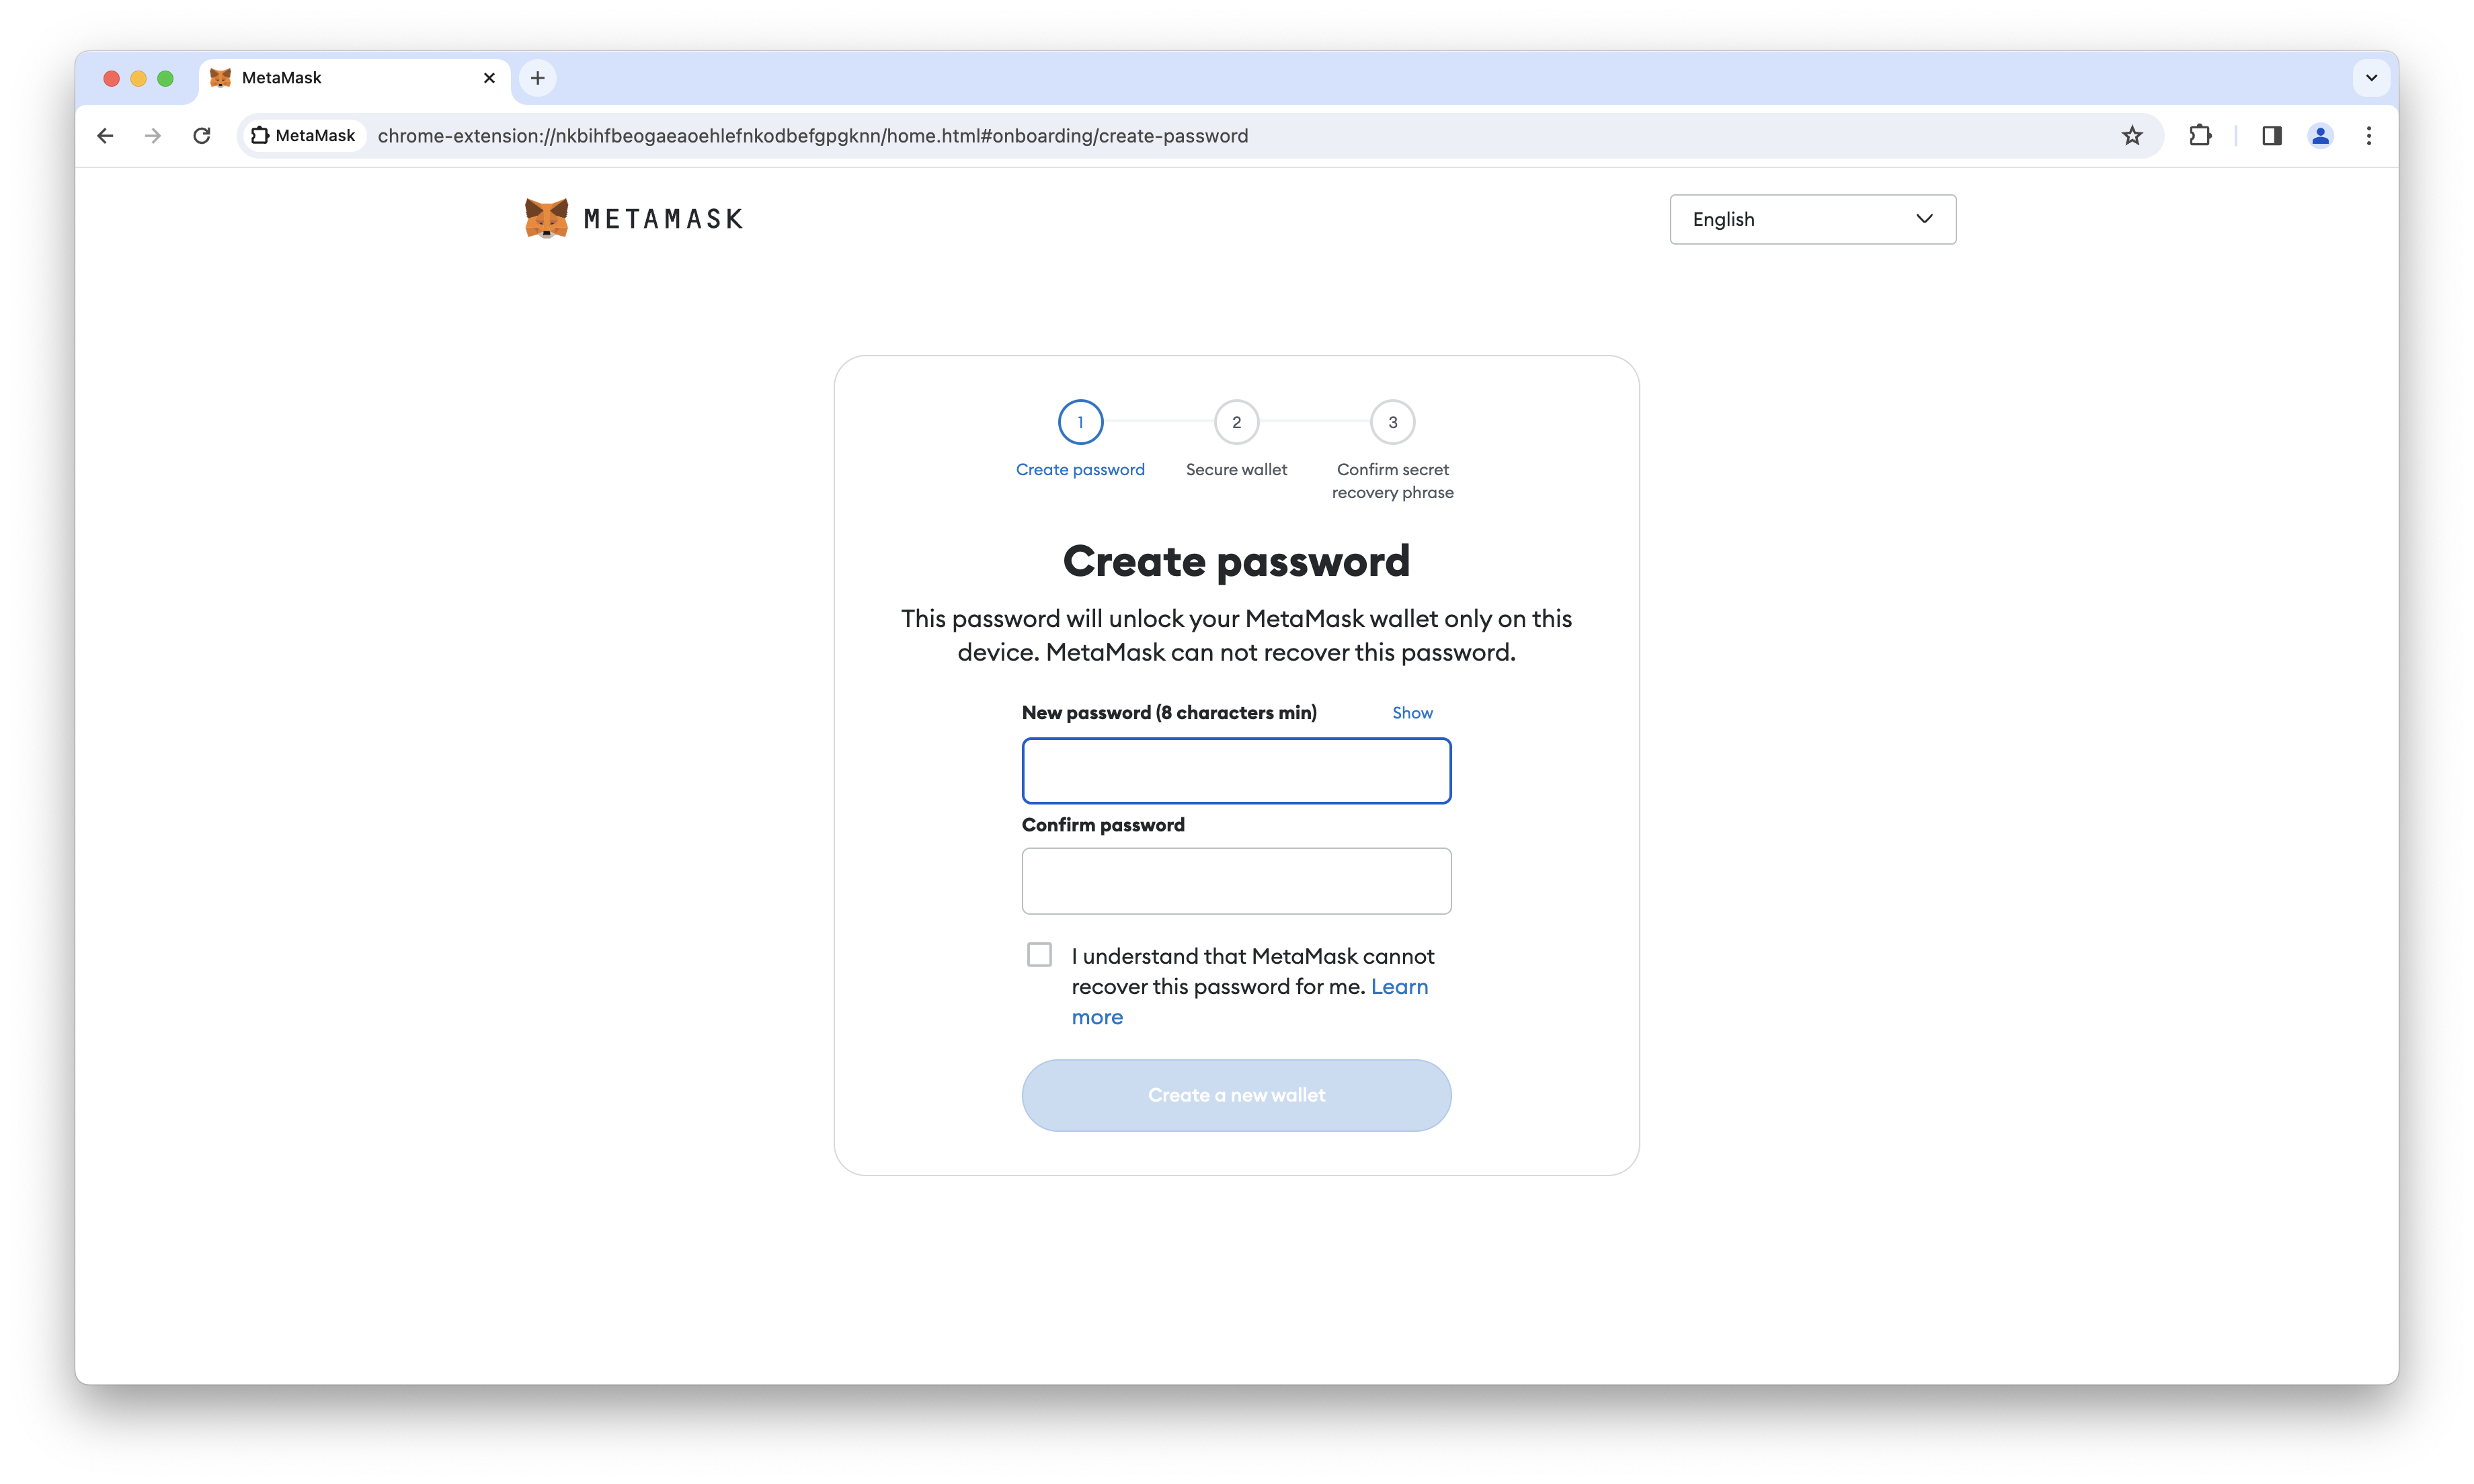 MetaMask
MetaMask chrome-extension://nkbihfbeogaeaoehlefnkodbefgpgknn/home.html#onboarding/create-password
METAMASK
English
1 2 3
Create password Secure wallet Confirm secret
recovery phrase
Create password
This password will unlock your MetaMask wallet only on this
device. MetaMask can not recover this password.
New password (8 characters min) Show
Confirm password
I understand that MetaMask cannot
recover this password for me. Learn
more
Create a new wallet